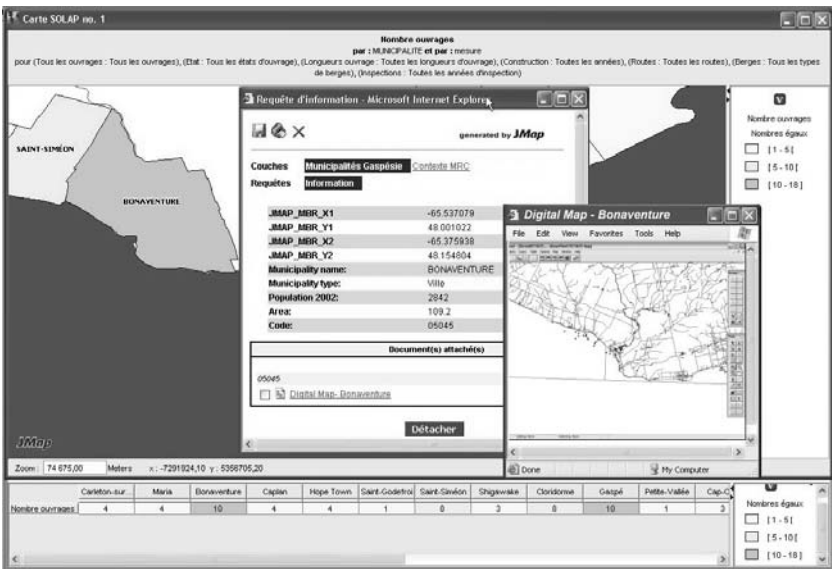 Carte SOLAP no. 1
Nombre ouvrages
par : MUNICIPALITÉ et par : mesure
pour (Tous les ouvrages : Tous les ouvrages), (Etat : Tous les états d'ouvrage), (Longueurs ouvrage : Toutes les longueurs d'ouvrage), (Construction : Toutes les années), (Routes : Toutes les routes), (Berges : Tous les types
de berges), (Inspections : Toutes les années d'inspection)
SAINT-SIMÉON
BONAVENTURE
Requête d'information - Microsoft Internet Explorer
generated by JMap
Couches Municipalités Gaspésie Contexte MRC
Requêtes Information
JMAP_MBR_X1 -65.537079
JMAP_MBR_Y1 48.001022
JMAP_MBR_X2 -65.375938
JMAP_MBR_Y2 48.154804
Municipality name: BONAVENTURE
Municipality type: Ville
Population 2002: 2842
Area: 109.2
Code: 05045
Document(s) attaché(s)
05045
Digital Map- Bonaventure
Détacher
Digital Map - Bonaventure
File Edit View Favorites Tools Help
Done My Computer
V
Nombre ouvrages
Nombres égaux
[1 - 5[
[5 - 10[
[10 - 18]
JMap
Zoom : 74 675,00 Meters x : -7291924,10 y : 5356705,20
Carleton-sur... Maria Bonaventure Caplan Hope Town Saint-Godefroi Saint-Siméon Shigawake Cloridorme Gaspé Petite-Vallée Cap-C
Nombre ouvrages 4 4 10 4 4 1 0 3 8 10 1 3
V
Nombres égaux
[1 - 5[
[5 - 10[
[10 - 18]